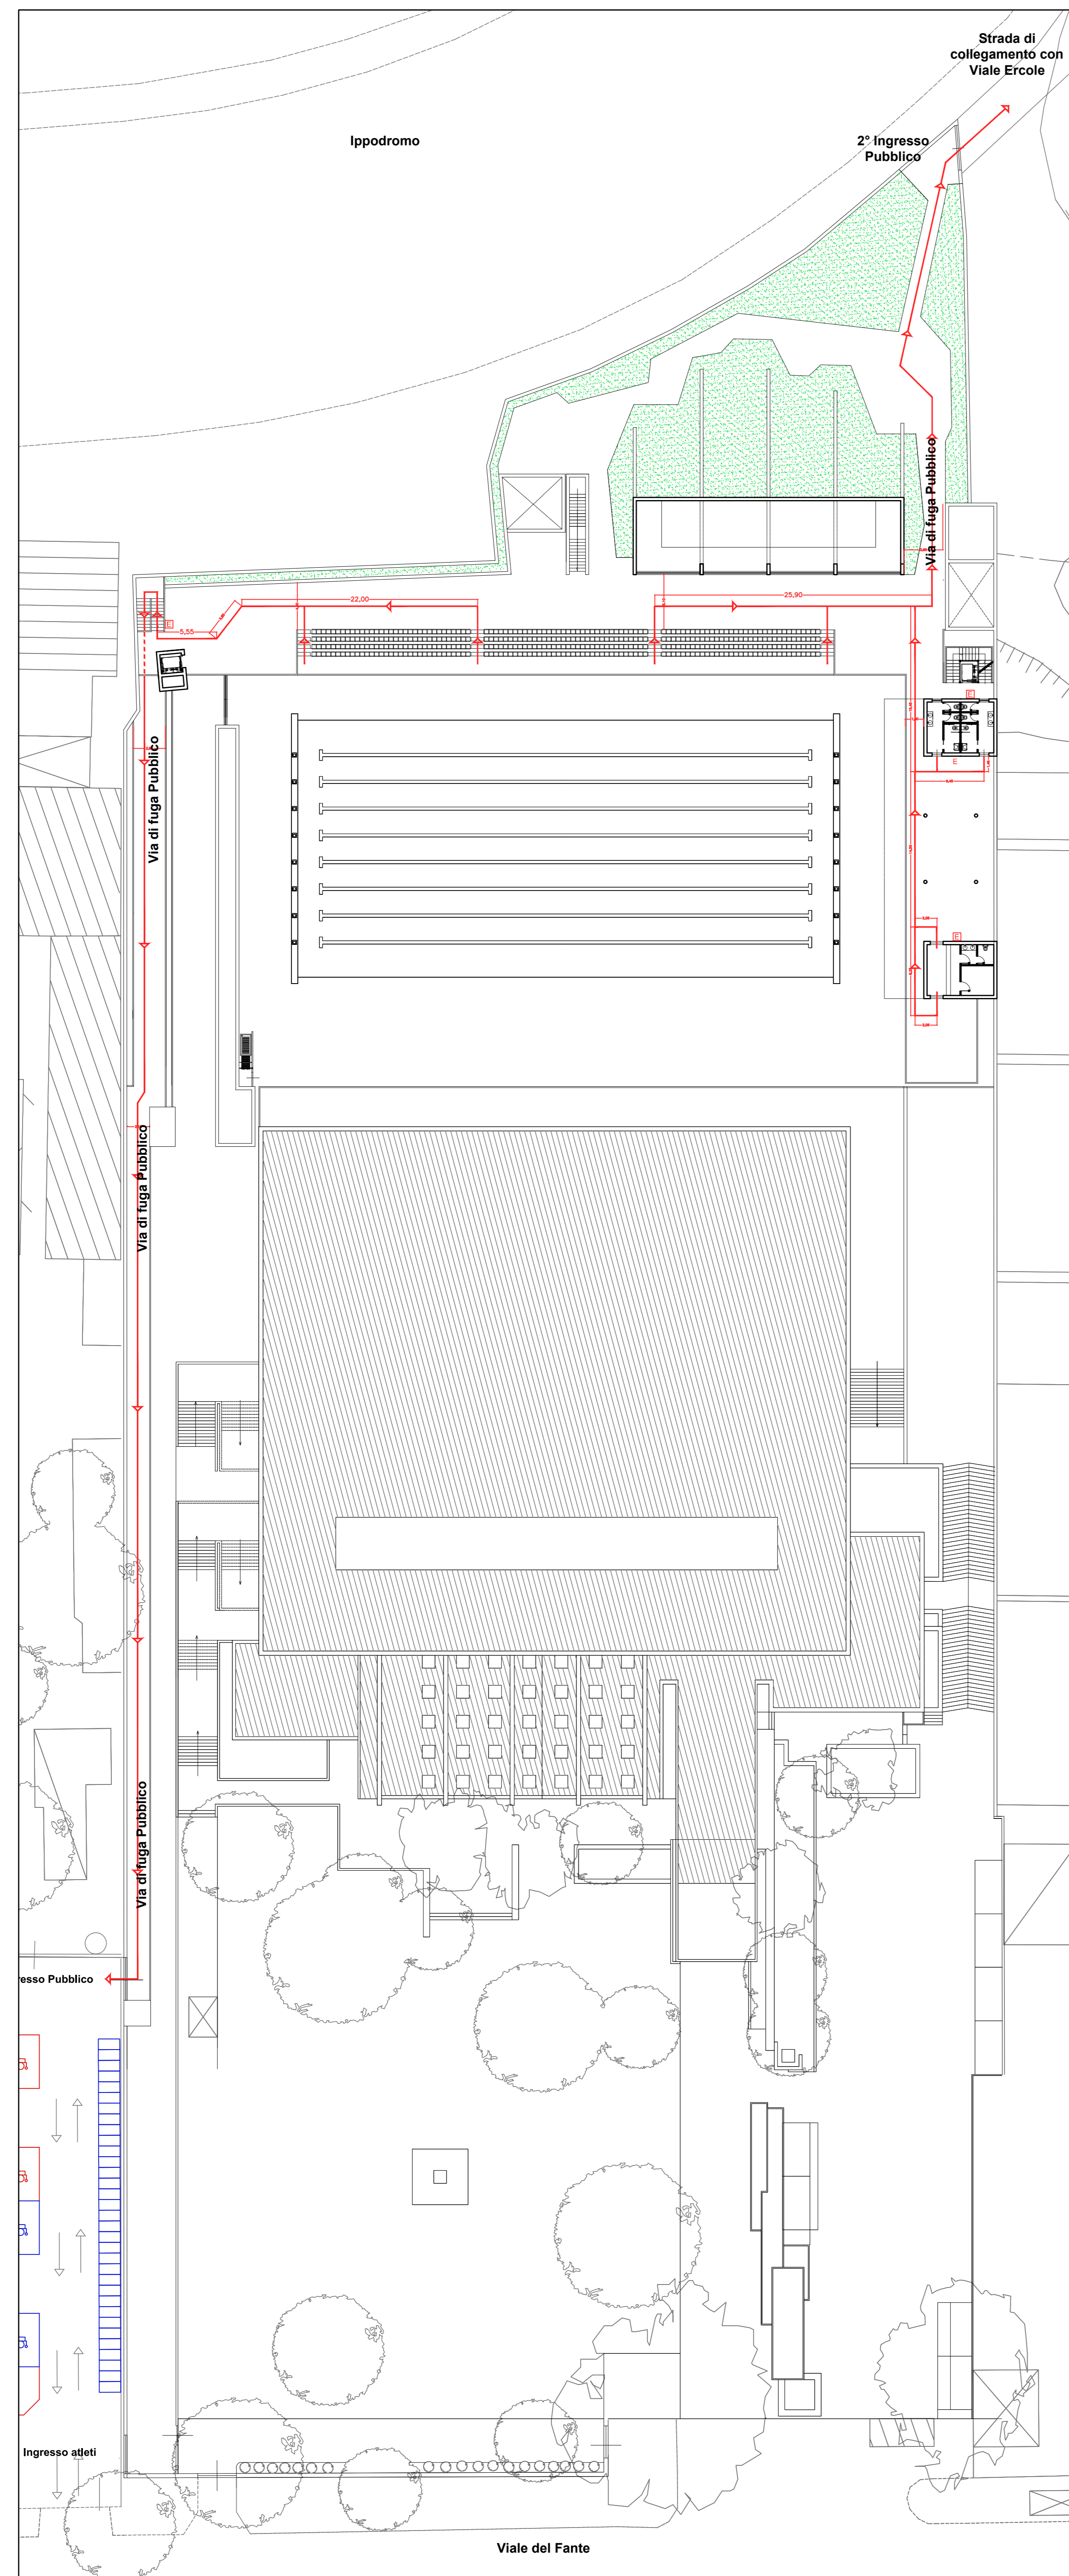 Strada di
collegamento con
Viale Ercole
Ippodromo
2° Ingresso
Pubblico
Via di fuga Pubblico
22,00
25,90
5,55
E
E
E
E
Via di fuga Pubblico
Via di fuga Pubblico
Via di fuga Pubblico
resso Pubblico
Ingresso atleti
Viale del Fante